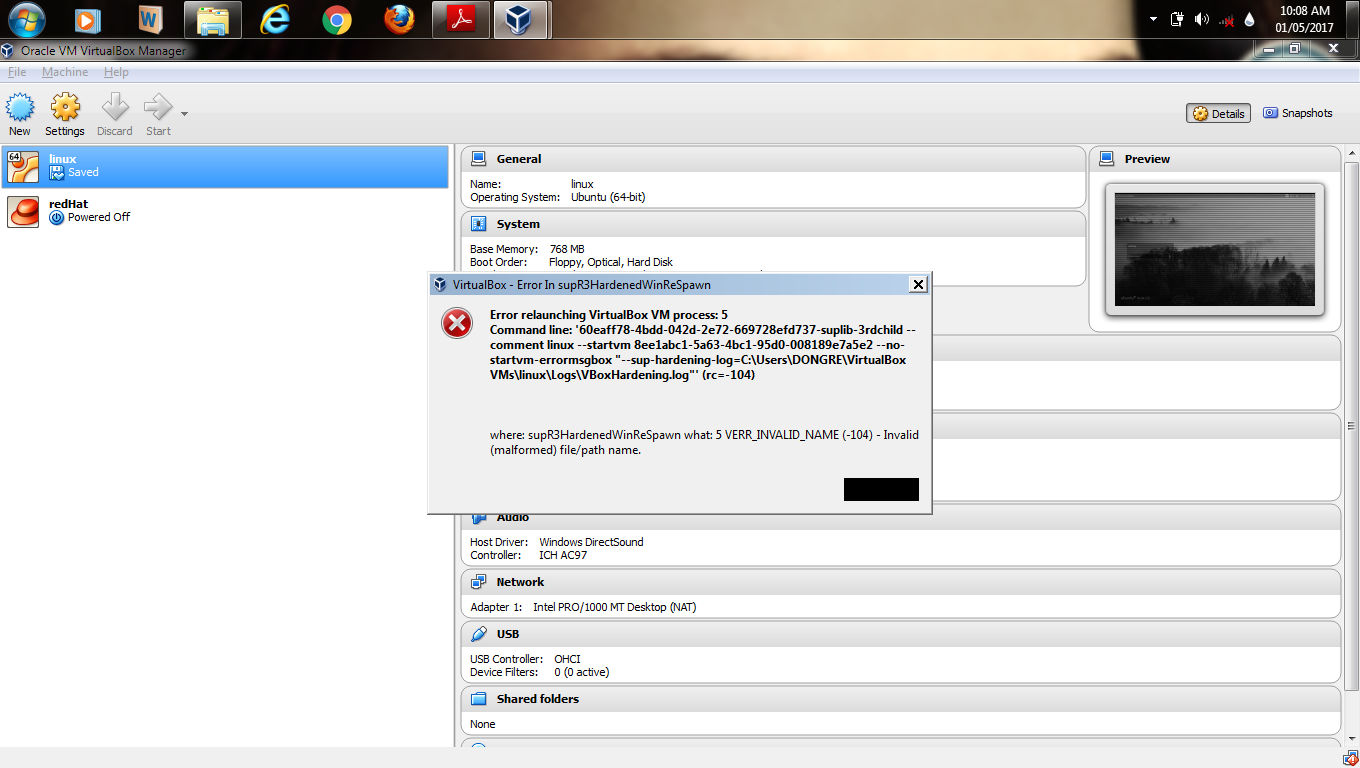 10:08 AM
01/05/2017
Oracle VM VirtualBox Manager
File Machine Help
New Settings Discard Start
Details Snapshots
64
linux
Saved
redHat
Powered Off
General
Name: linux
Operating System: Ubuntu (64-bit)
System
Base Memory: 768 MB
Boot Order: Floppy, Optical, Hard Disk
Preview
VirtualBox - Error In supR3HardenedWinReSpawn
Error relaunching VirtualBox VM process: 5
Command line: '60eaff78-4bdd-042d-2e72-669728efd737-suplib-3rdchild --
comment linux --startvm 8ee1abc1-5a63-4bc1-95d0-008189e7a5e2 --no-
startvm-errormsgbox "--sup-hardening-log=C:\Users\DONGRE\VirtualBox
VMs\linux\Logs\VBoxHardening.log"' (rc=-104)
where: supR3HardenedWinReSpawn what: 5 VERR_INVALID_NAME (-104) - Invalid
(malformed) file/path name.
Audio
Host Driver: Windows DirectSound
Controller: ICH AC97
Network
Adapter 1: Intel PRO/1000 MT Desktop (NAT)
USB
USB Controller: OHCI
Device Filters: 0 (0 active)
Shared folders
None